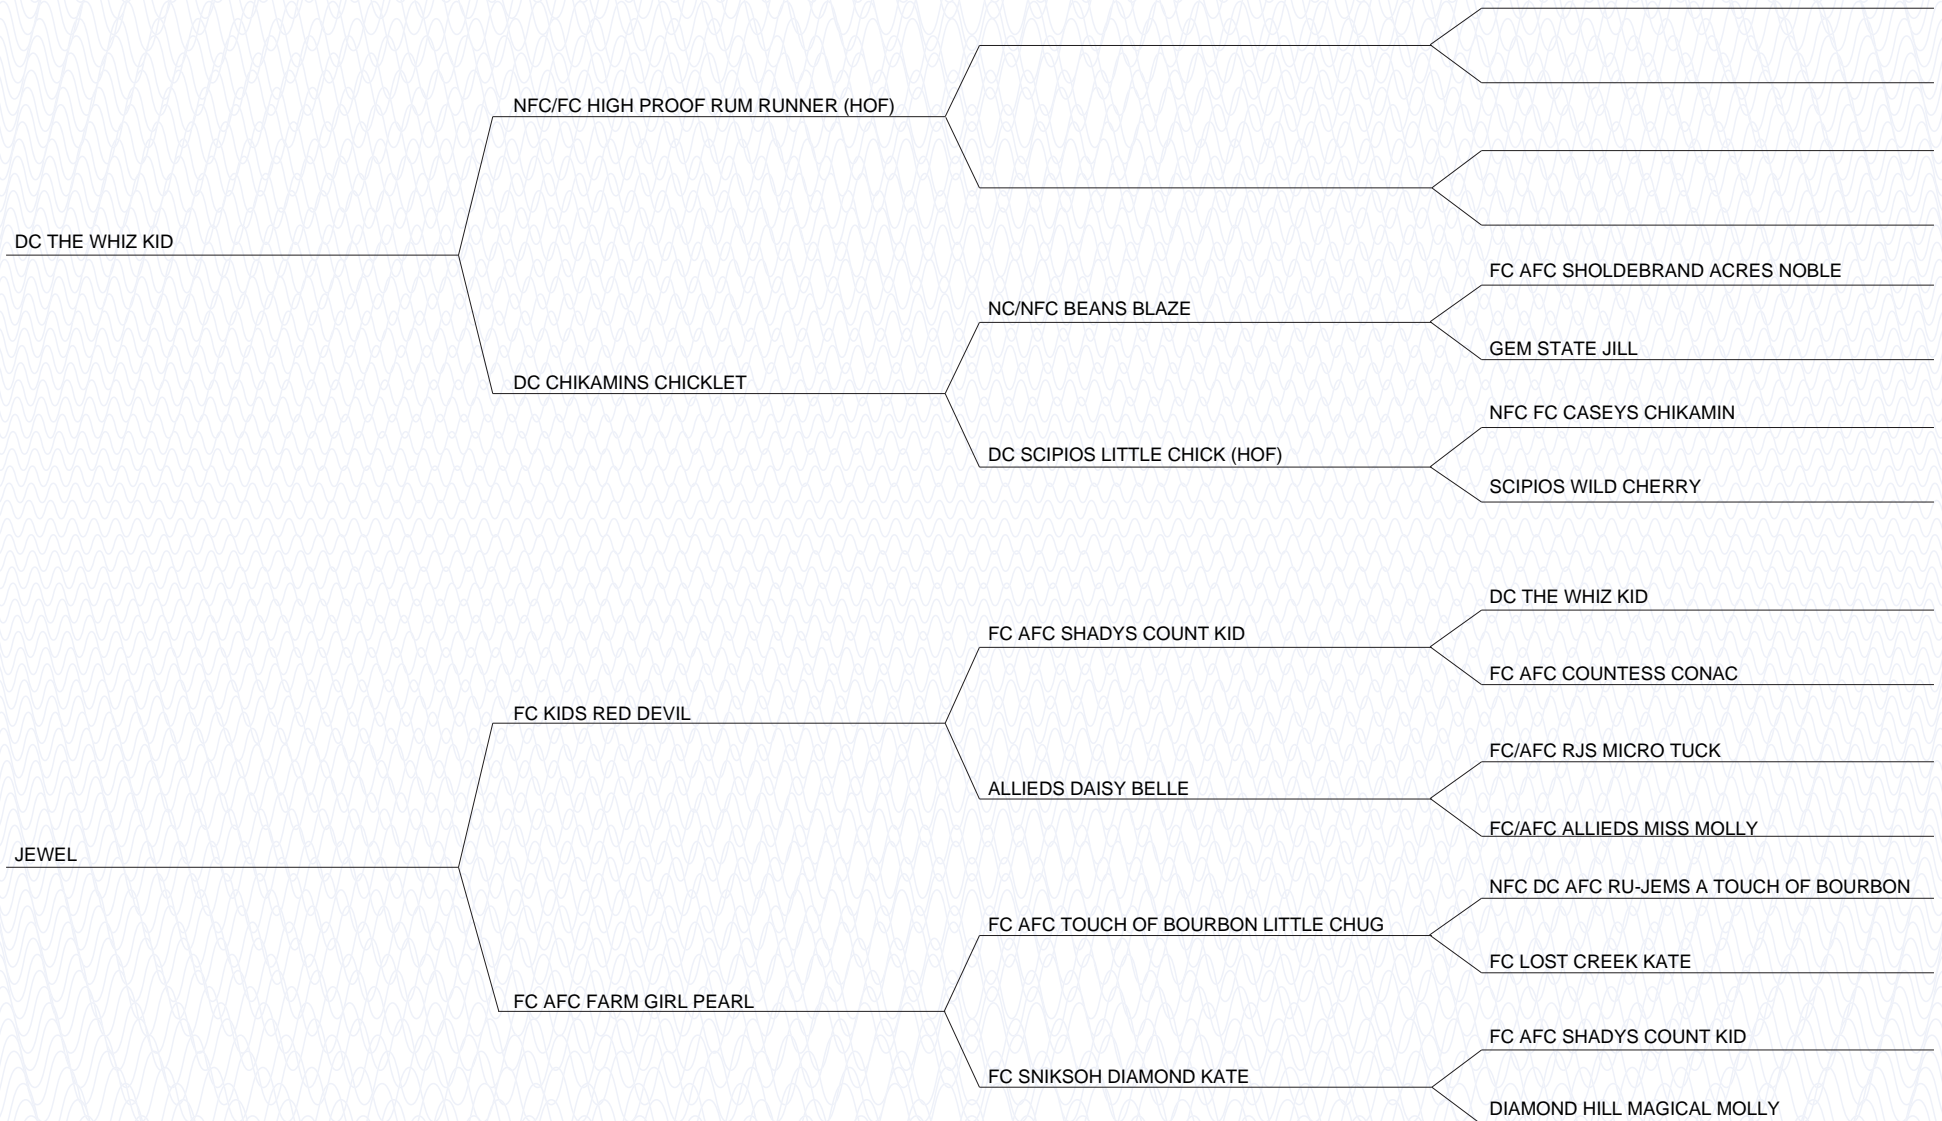 DC THE WHIZ KID
NFC/FC HIGH PROOF RUM RUNNER (HOF)
DC CHIKAMINS CHICKLET
NC/NFC BEANS BLAZE
FC AFC SHOLDEBRAND ACRES NOBLE
GEM STATE JILL
DC SCIPIOS LITTLE CHICK (HOF)
NFC FC CASEYS CHIKAMIN
SCIPIOS WILD CHERRY
JEWEL
FC KIDS RED DEVIL
FC AFC SHADYS COUNT KID
DC THE WHIZ KID
FC AFC COUNTESS CONAC
ALLIEDS DAISY BELLE
FC/AFC RJS MICRO TUCK
FC/AFC ALLIEDS MISS MOLLY
FC AFC FARM GIRL PEARL
FC AFC TOUCH OF BOURBON LITTLE CHUG
NFC DC AFC RU-JEMS A TOUCH OF BOURBON
FC LOST CREEK KATE
FC SNIKSOH DIAMOND KATE
FC AFC SHADYS COUNT KID
DIAMOND HILL MAGICAL MOLLY